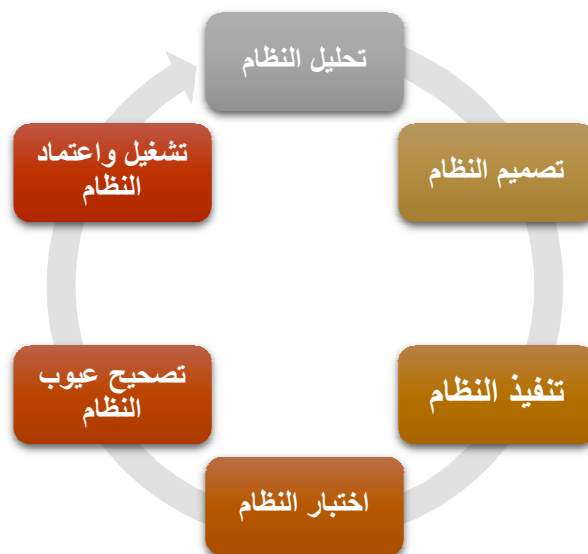 تحليل النظام
تصميم النظام
تنفيذ النظام
اختبار النظام
تصحيح عيوب
النظام
تشغيل واعتماد
النظام